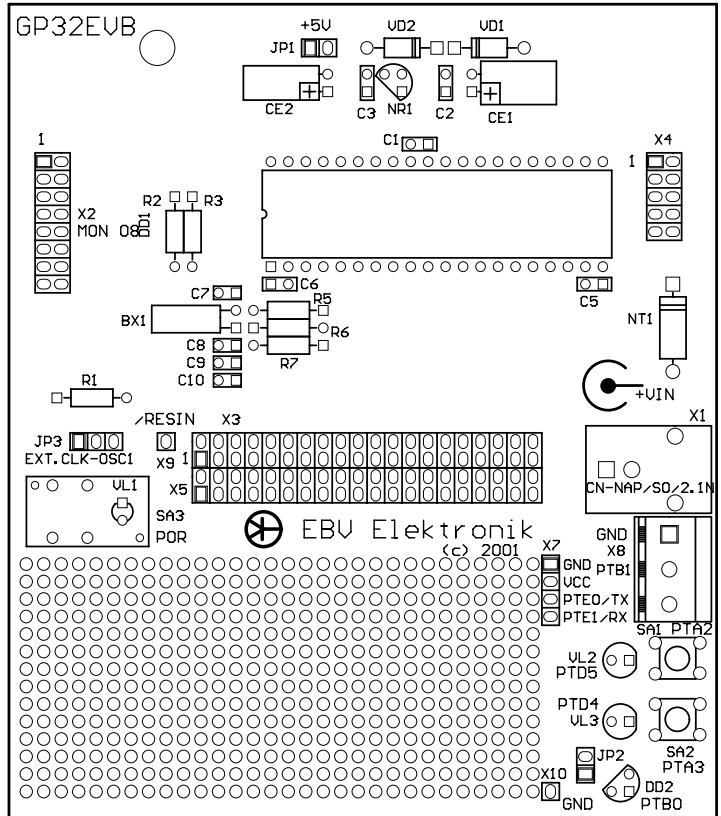 GP32EVB
+5V
JP1
VD2
VD1
CE2
C3
NR1
C2
CE1
C1
1
X2
MON 08
R2
R3
DD1
X4
1
C6
C5
C7
BX1
R5
R6
R7
C8
C9
C10
NT1
+VIN
R1
/RESIN
X3
X1
JP3
EXT.CLK-OSC1
X9
1
X5
CN-NAP/SO/2.1N
VL1
SA3
POR
EBV Elektronik
(c) 2001
X7
GND
VCC
PTE0/TX
PTE1/RX
GND
X8
PTB1
SA1 PTA2
VL2
PTD5
PTD4
VL3
SA2
PTA3
JP2
X10
GND
DD2
PTB0